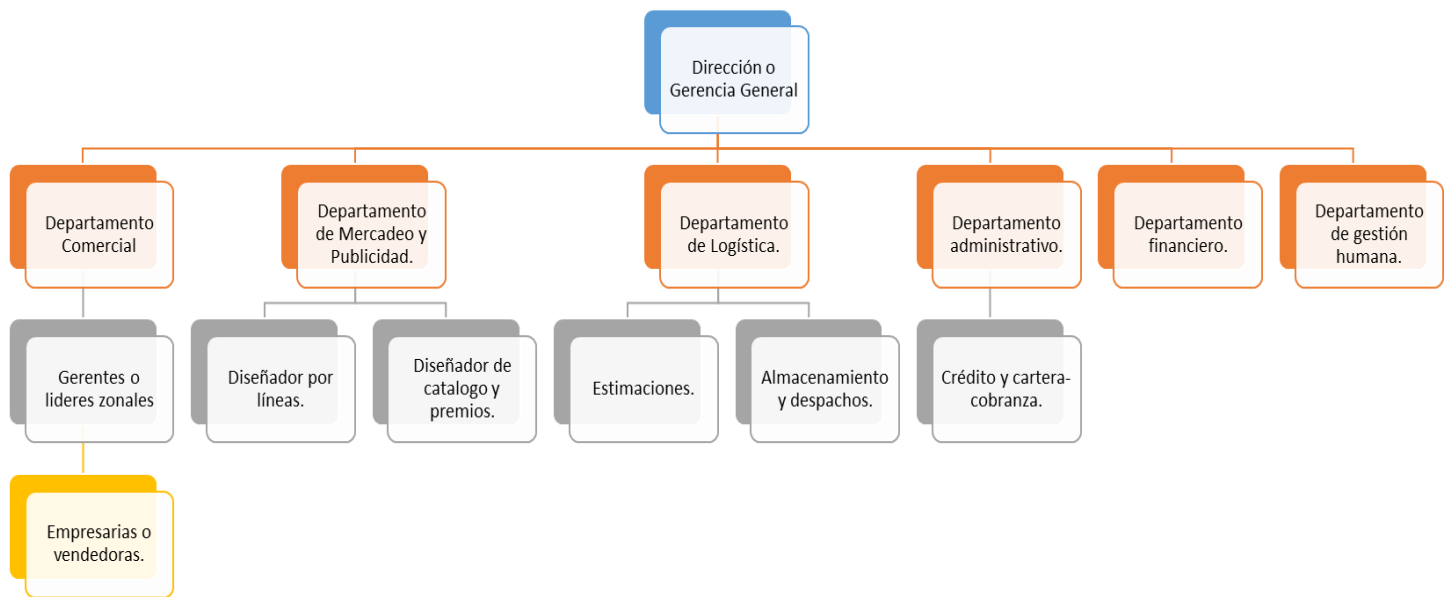 Dirección o
Gerencia General
Departamento
Comercial
Departamento
de Mercadeo y
Publicidad.
Departamento
de Logística.
Departamento
administrativo.
Departamento
financiero.
Departamento
de gestión
humana.
Gerentes o
lideres zonales
Diseñador por
líneas.
Diseñador de
catalogo y
premios.
Estimaciones.
Almacenamiento
y despachos.
Crédito y cartera-
cobranza.
Empresarias o
vendedoras.